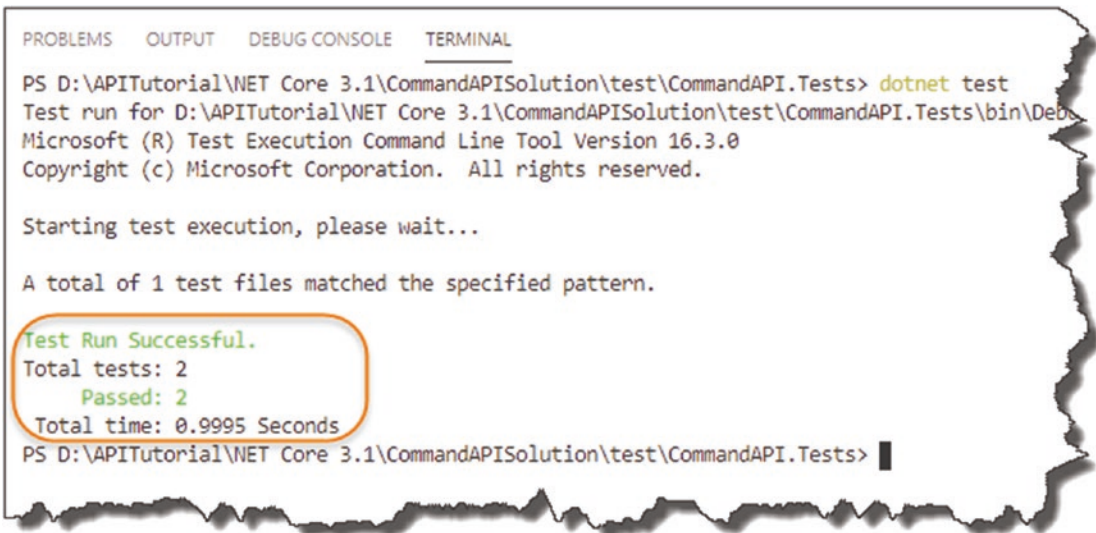 PROBLEMS OUTPUT DEBUG CONSOLE TERMINAL
PS D:\APITutorial\NET Core 3.1\CommandAPISolution\test\CommandAPI.Tests> dotnet test
Test run for D:\APITutorial\NET Core 3.1\CommandAPISolution\test\CommandAPI.Tests\bin\
Microsoft (R) Test Execution Command Line Tool Version 16.3.0
Copyright (c) Microsoft Corporation. All rights reserved.
Starting test execution, please wait...
A total of 1 test files matched the specified pattern.
Test Run Successful.
Total tests: 2
Passed: 2
Total time: 0.9995 Seconds
PS D:\APITutorial\NET Core 3.1\CommandAPISolution\test\CommandAPI.Tests>